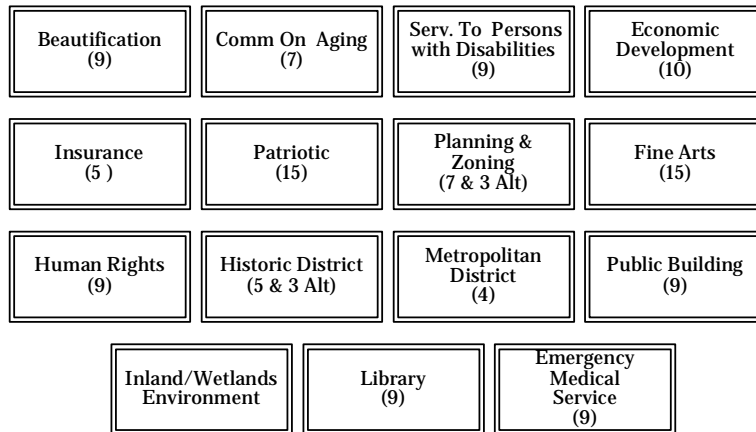 Beautification
(9)
Comm On Aging
(7)
Serv. To Persons
with Disabilities
(9)
Economic
Development
(10)
Insurance
(5 )
Patriotic
(15)
Planning &
Zoning
(7 & 3 Alt)
Fine Arts
(15)
Human Rights
(9)
Historic District
(5 & 3 Alt)
Metropolitan
District
(4)
Public Building
(9)
Inland/Wetlands
Environment
Library
(9)
Emergency
Medical
Service
(9)